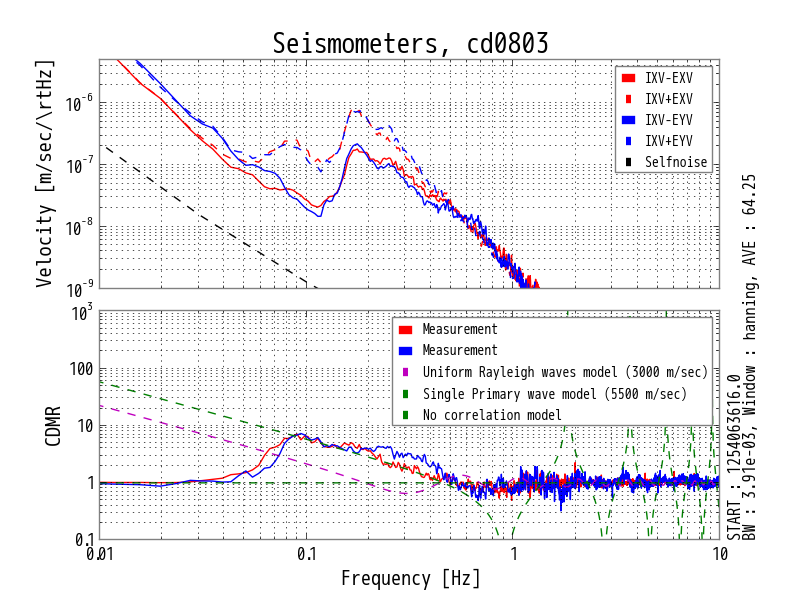 Seismometers, cd0803
Velocity [m/sec/\rtHz]
10^-6
10^-7
10^-8
10^-9
IXV-EXV
IXV+EXV
IXV-EYV
IXV+EYV
Selfnoise
CDMR
10^3
100
10
1
0.1
Measurement
Measurement
Uniform Rayleigh waves model (3000 m/sec)
Single Primary wave model (5500 m/sec)
No correlation model
0.01
0.1
1
10
Frequency [Hz]
START : 1254063616.0
BW : 3.91e-03, Window : hanning, AVE : 64.25